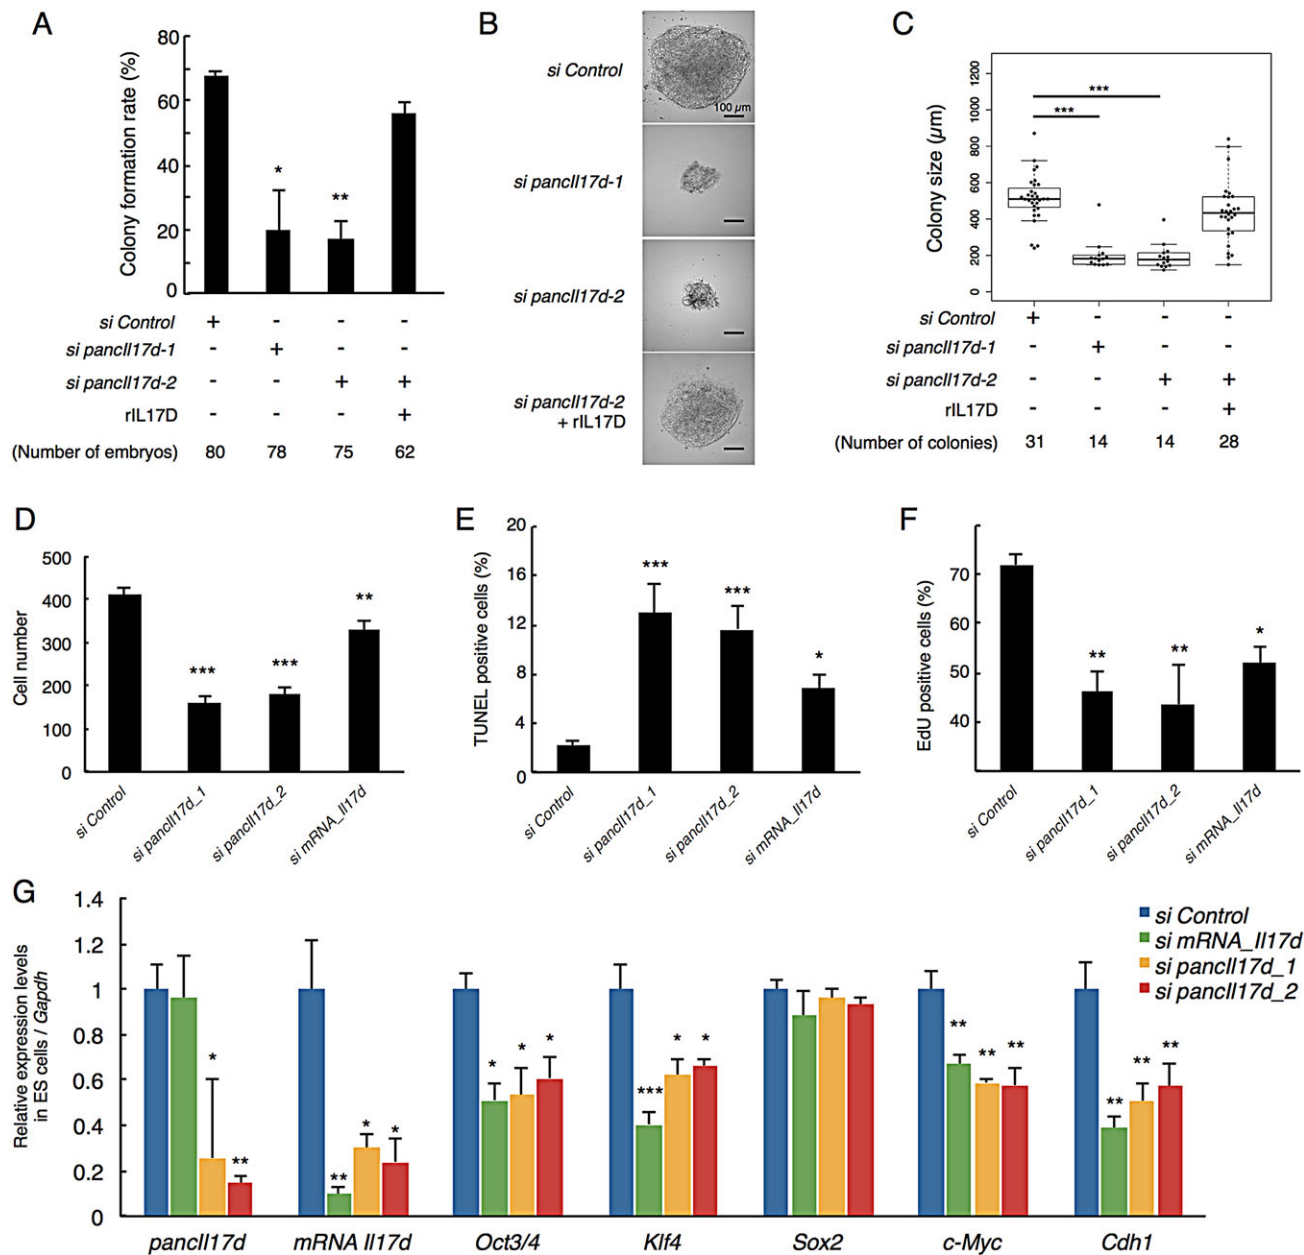 A
Colony formation rate (%)
80
60
40
20
0
*
**
si Control + - - -
si pancIl17d-1 - + - -
si pancIl17d-2 - - + +
rIL17D - - - +
(Number of embryos) 80 78 75 62
B
si Control
100 µm
si pancIl17d-1
si pancIl17d-2
si pancIl17d-2
+ rIL17D
C
Colony size (µm)
1200
1000
800
600
400
200
0
***
***
si Control + - - -
si pancIl17d-1 - + - -
si pancIl17d-2 - - + +
rIL17D - - - +
(Number of colonies) 31 14 14 28
D
Cell number
500
400
300
200
100
0
***
***
**
si Control
si pancIl17d_1
si pancIl17d_2
si mRNA_Il17d
E
TUNEL positive cells (%)
20
16
12
8
4
0
***
***
*
si Control
si pancIl17d_1
si pancIl17d_2
si mRNA_Il17d
F
EdU positive cells (%)
70
60
50
40
**
**
*
si Control
si pancIl17d_1
si pancIl17d_2
si mRNA_Il17d
G
Relative expression levels
in ES cells / Gapdh
1.4
1.2
1
0.8
0.6
0.4
0.2
0
* **
** * *
* * *
*** * *
** ** **
** ** **
si Control
si mRNA_Il17d
si pancIl17d_1
si pancIl17d_2
pancIl17d mRNA Il17d Oct3/4 Klf4 Sox2 c-Myc Cdh1